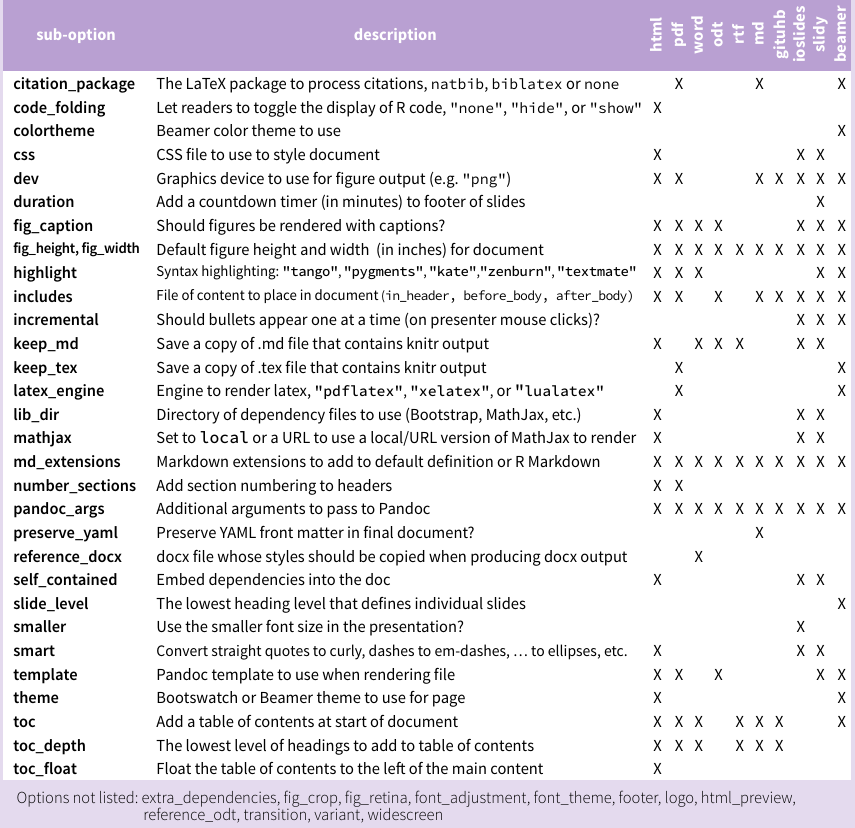 sub-option description html pdf word odt rtf md gituhb ioslides slidy beamer
citation_package The LaTeX package to process citations, natbib, biblatex or none X X X
code_folding Let readers to toggle the display of R code, "none", "hide", or "show" X
colortheme Beamer color theme to use X
css CSS file to use to style document X X X
dev Graphics device to use for figure output (e.g. "png") X X X X X X X
duration Add a countdown timer (in minutes) to footer of slides X
fig_caption Should figures be rendered with captions? X X X X X X X
fig_height, fig_width Default figure height and width (in inches) for document X X X X X X X X X X
highlight Syntax highlighting: "tango", "pygments", "kate","zenburn", "textmate" X X X X X
includes File of content to place in document (in_header, before_body, after_body) X X X X X X X X
incremental Should bullets appear one at a time (on presenter mouse clicks)? X X X
keep_md Save a copy of .md file that contains knitr output X X X X X X
keep_tex Save a copy of .tex file that contains knitr output X X
latex_engine Engine to render latex, "pdflatex", "xelatex", or "lualatex" X X
lib_dir Directory of dependency files to use (Bootstrap, MathJax, etc.) X X X
mathjax Set to local or a URL to use a local/URL version of MathJax to render X X X
md_extensions Markdown extensions to add to default definition or R Markdown X X X X X X X X X X
number_sections Add section numbering to headers X X
pandoc_args Additional arguments to pass to Pandoc X X X X X X X X X X
preserve_yaml Preserve YAML front matter in final document? X
reference_docx docx file whose styles should be copied when producing docx output X
self_contained Embed dependencies into the doc X X X
slide_level The lowest heading level that defines individual slides X
smaller Use the smaller font size in the presentation? X
smart Convert straight quotes to curly, dashes to em-dashes, … to ellipses, etc. X X X
template Pandoc template to use when rendering file X X X X X
theme Bootswatch or Beamer theme to use for page X X
toc Add a table of contents at start of document X X X X X X X
toc_depth The lowest level of headings to add to table of contents X X X X X X
toc_float Float the table of contents to the left of the main content X
Options not listed: extra_dependencies, fig_crop, fig_retina, font_adjustment, font_theme, footer, logo, html_preview,
reference_odt, transition, variant, widescreen